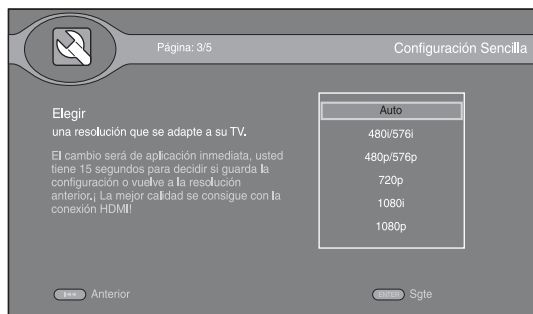 Página: 3/5
Configuración Sencilla
Elegir
una resolución que se adapte a su TV.
El cambio será de aplicación inmediata, usted
tiene 15 segundos para decidir si guarda la
configuración o vuelve a la resolución
anterior.¡ La mejor calidad se consigue con la
conexión HDMI!
Auto
480i/576i
480p/576p
720p
1080i
1080p
Anterior
ENTER Sgte